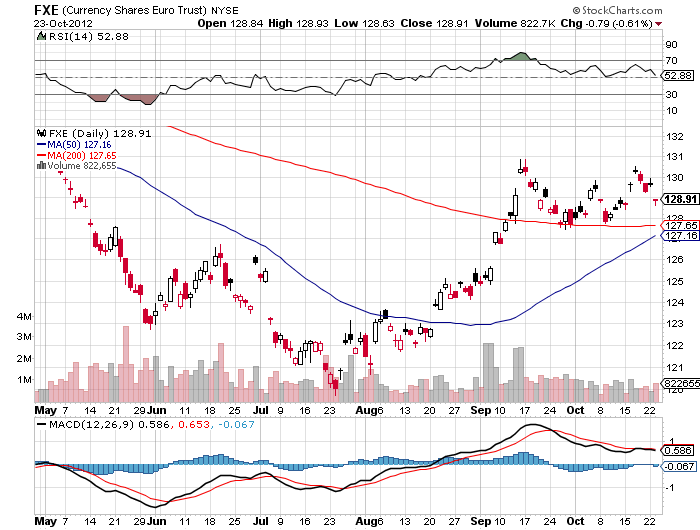 FXE (Currency Shares Euro Trust) NYSE
© StockCharts.com
23-Oct-2012
Open 128.84 High 128.93 Low 128.63 Close 128.91 Volume 822.7K Chg -0.79 (-0.61%)
RSI(14) 52.88
90
70
52.88
30
10
FXE (Daily) 128.91
MA(50) 127.16
MA(200) 127.65
Volume 822,655
132
131
130
129
128.91
128
127.65
127.16
126
125
124
123
122
121
120
4M
3M
2M
1M
822655
May 7 14 21 29 Jun 11 18 25 Jul 9 16 23 Aug 6 13 20 27 Sep 10 17 24 Oct 8 15 22
MACD(12,26,9) 0.586, 0.653, -0.067
1
0.586
-0.067
-1
May 7 14 21 29 Jun 11 18 25 Jul 9 16 23 Aug 6 13 20 27 Sep 10 17 24 Oct 8 15 22